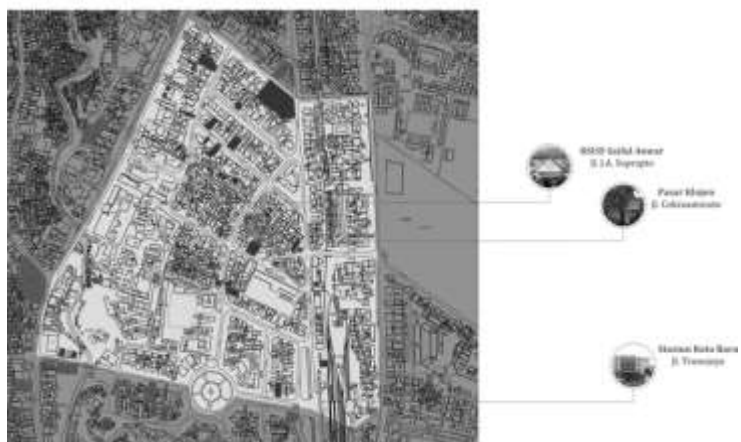 RSUD Saiful Anwar
Jl. J.A. Suprapto
Pasar Klojen
Jl. Cokroaminoto
Stasiun Kota Baru
Jl. Trunojoyo